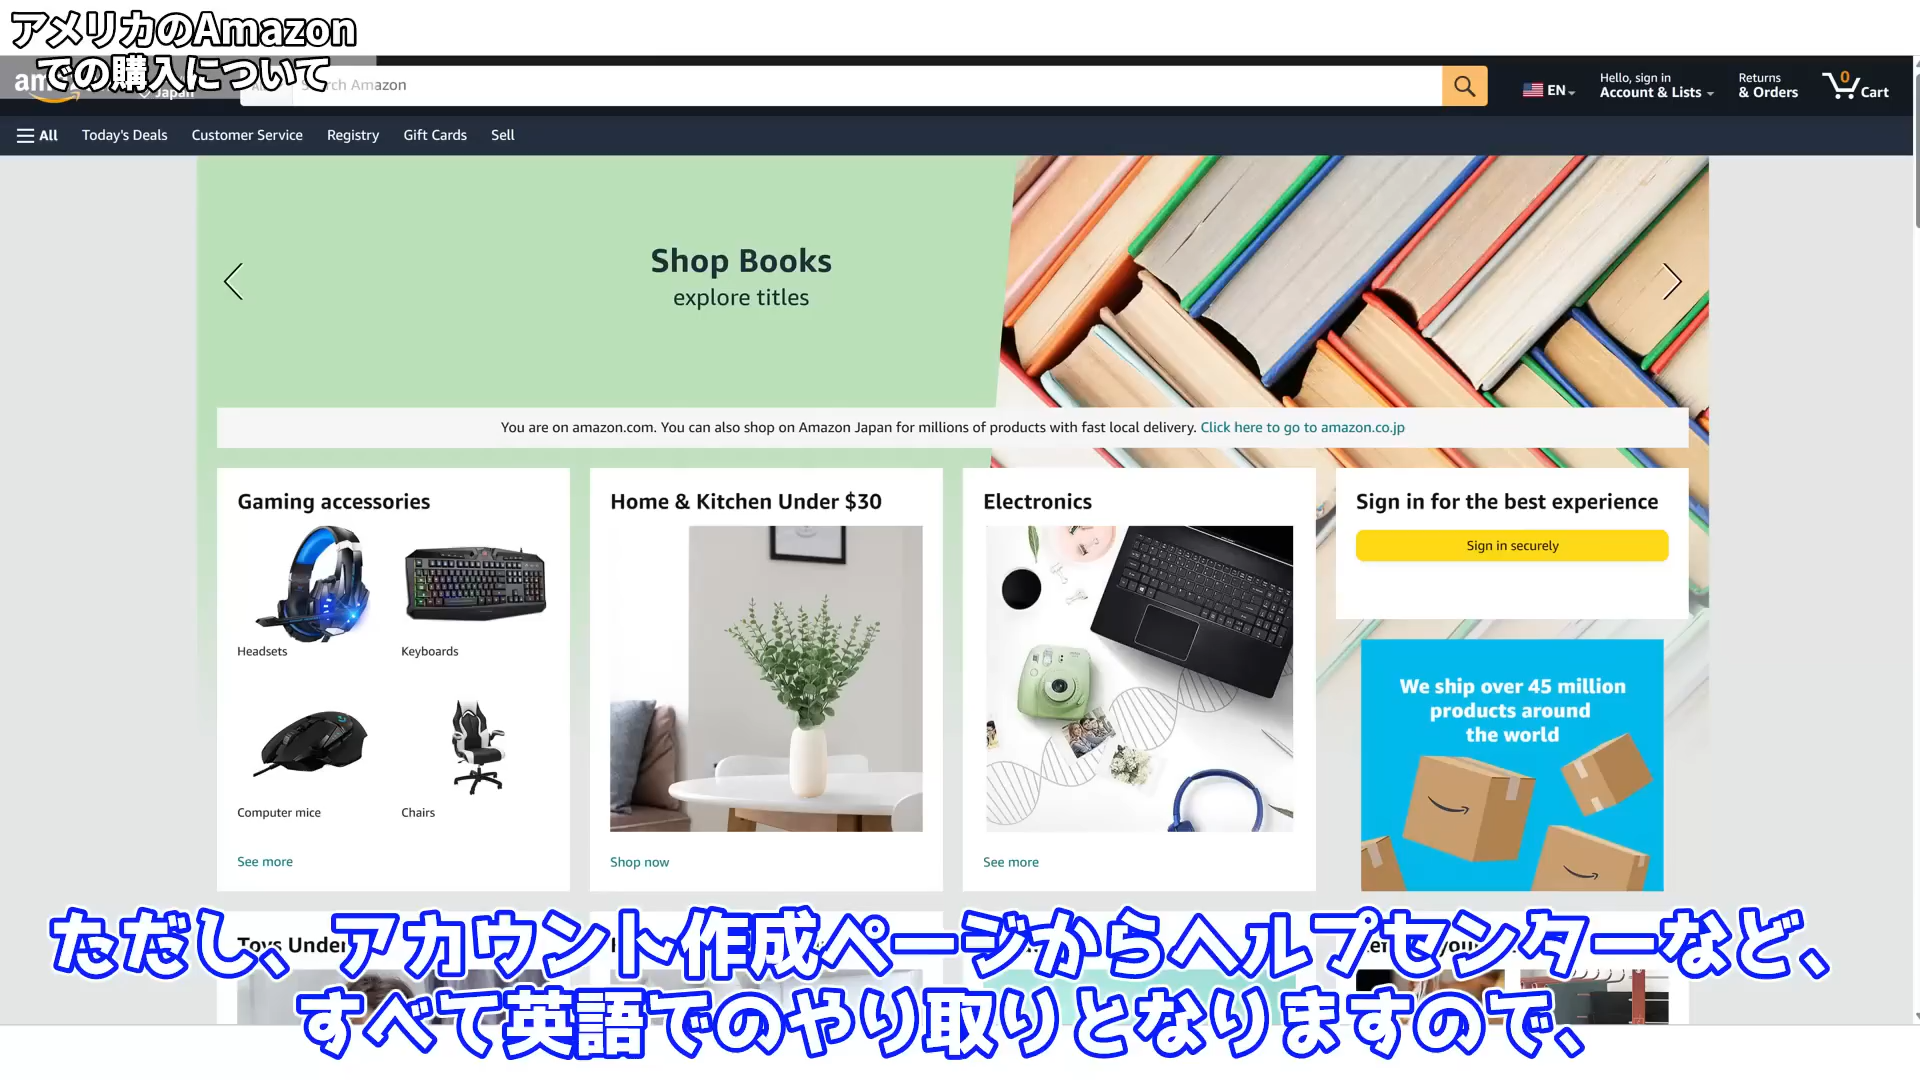 アメリカのAmazon
での購入について
Japan
Search Amazon
EN
Hello, sign in
Account & Lists
Returns
& Orders
0
Cart
All
Today's Deals
Customer Service
Registry
Gift Cards
Sell
Shop Books
explore titles
You are on amazon.com. You can also shop on Amazon Japan for millions of products with fast local delivery. Click here to go to amazon.co.jp
Gaming accessories
Headsets
Keyboards
Computer mice
Chairs
See more
Home & Kitchen Under $30
Shop now
Electronics
See more
Sign in for the best experience
Sign in securely
We ship over 45 million
products around
the world
Toys Under
ただし、アカウント作成ページからヘルプセンターなど、
すべて英語でのやり取りとなりますので、